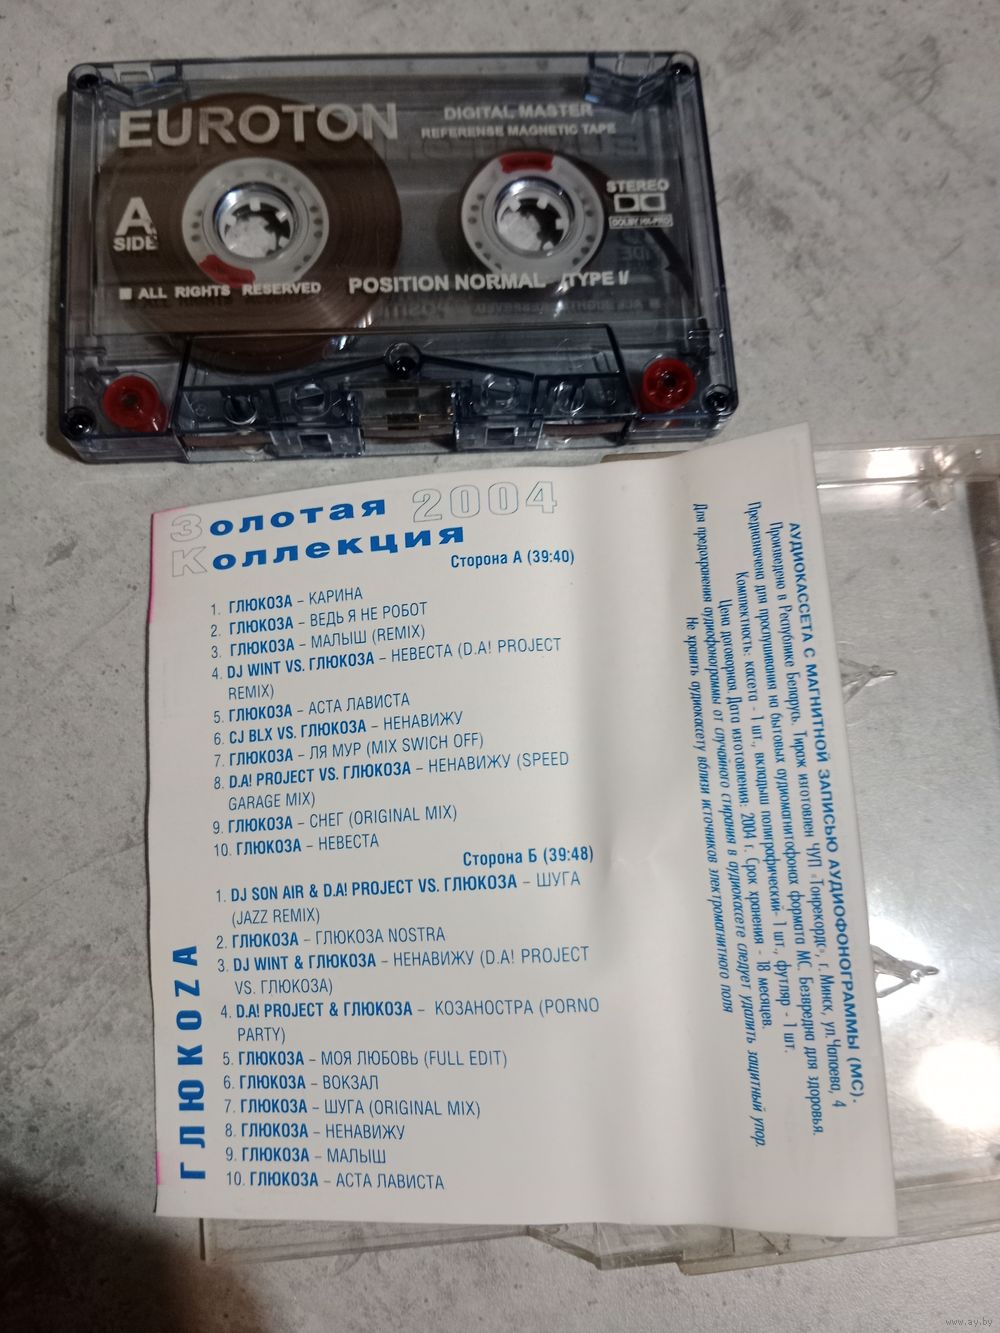 EUROTON
DIGITAL MASTER
REFERENSE MAGNETIC TAPE
A
SIDE
STEREO
DOLBY HX-PRO
ALL RIGHTS RESERVED
POSITION NORMAL /TYPE I/
Золотая 2004
Коллекция
Сторона А (39:40)
1. ГЛЮКОЗА – КАРИНА
2. ГЛЮКОЗА – ВЕДЬ Я НЕ РОБОТ
3. ГЛЮКОЗА – МАЛЫШ (REMIX)
4. DJ WINT VS. ГЛЮКОЗА – НЕВЕСТА (D.A! PROJECT
REMIX)
5. ГЛЮКОЗА – АСТА ЛАВИСТА
6. CJ BLX VS. ГЛЮКОЗА – НЕНАВИЖУ
7. ГЛЮКОЗА – ЛЯ МУР (MIX SWICH OFF)
8. D.A! PROJECT VS. ГЛЮКОЗА – НЕНАВИЖУ (SPEED
GARAGE MIX)
9. ГЛЮКОЗА – СНЕГ (ORIGINAL MIX)
10. ГЛЮКОЗА – НЕВЕСТА
Сторона Б (39:48)
1. DJ SON AIR & D.A! PROJECT VS. ГЛЮКОЗА – ШУГА
(JAZZ REMIX)
2. ГЛЮКОЗА – ГЛЮКОЗА NOSTRA
3. DJ WINT & ГЛЮКОЗА – НЕНАВИЖУ (D.A! PROJECT
VS. ГЛЮКОЗА)
4. D.A! PROJECT & ГЛЮКОЗА – КОЗАНОСТРА (PORNO
PARTY)
5. ГЛЮКОЗА – МОЯ ЛЮБОВЬ (FULL EDIT)
6. ГЛЮКОЗА – ВОКЗАЛ
7. ГЛЮКОЗА – ШУГА (ORIGINAL MIX)
8. ГЛЮКОЗА – НЕНАВИЖУ
9. ГЛЮКОЗА – МАЛЫШ
10. ГЛЮКОЗА – АСТА ЛАВИСТА
ГЛЮКОZА
АУДИОКАССЕТА С МАГНИТНОЙ ЗАПИСЬЮ АУДИОФОНОГРАММЫ (МС).
Произведено в Республике Беларусь. Тираж изготовлен ЧУП «Тонрекордс», г. Минск, ул.Чапаева, 4
Предназначена для прослушивания на бытовых аудиомагнитофонах формата МС. Безвредна для здоровья.
Комплектность: кассета - 1 шт., вкладыш полиграфический- 1 шт., футляр - 1 шт.
Цена договорная. Дата изготовления: 2004 г. Срок хранения - 18 месяцев.
Для предохранения аудиофонограммы от случайного стирания в аудиокассете следует удалить защитный упор.
Не хранить аудиокассету вблизи источников электромагнитного поля
www.ay.by